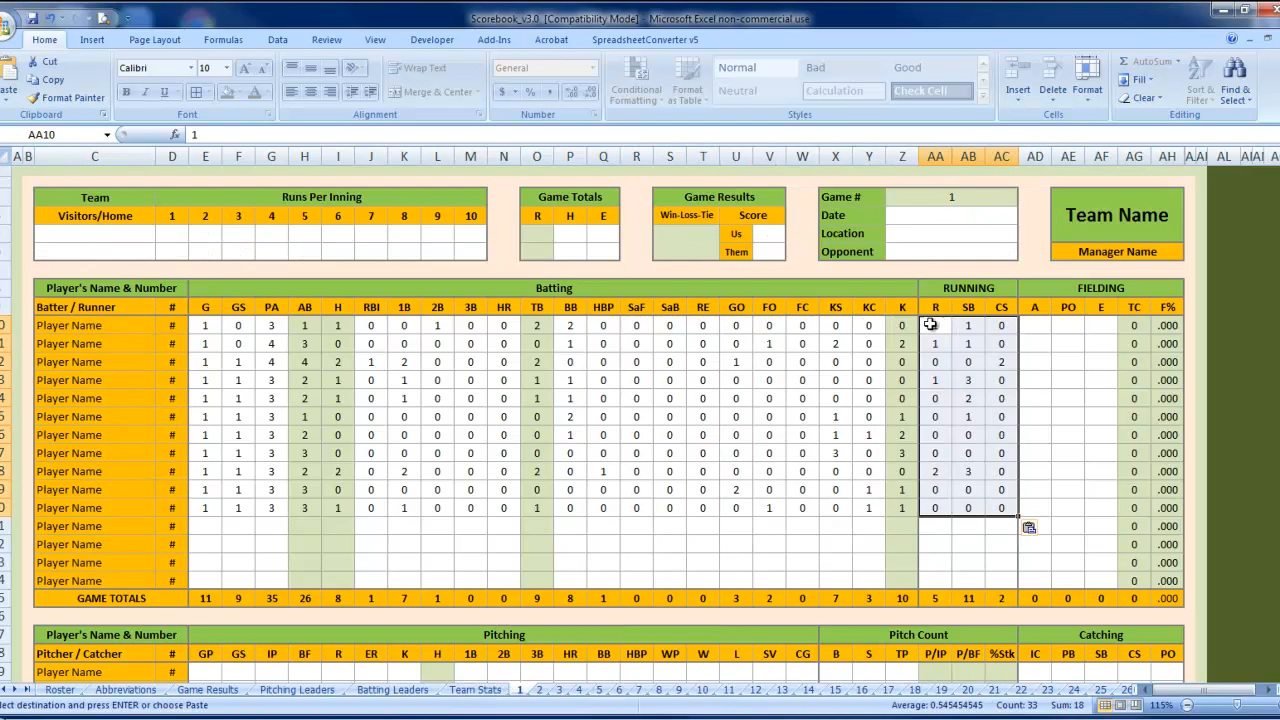 Scorebook_v3.0 [Compatibility Mode] - Microsoft Excel non-commercial use
Home Insert Page Layout Formulas Data Review View Developer Add-Ins Acrobat SpreadsheetConverter v5
Cut Calibri 10 Wrap Text General Normal Bad Good AutoSum
Copy Fill
Format Painter Merge & Center Neutral Calculation Check Cell Clear
Conditional Formatting Format as Table Insert Delete Format Sort & Filter Find & Select
Clipboard Font Alignment Number Styles Cells Editing
AA10 fx 1
A B C D E F G H I J K L M N O P Q R S T U V W X Y Z AA AB AC AD AE AF AG AH AL
Team Runs Per Inning Game Totals Game Results Game # 1 Team Name
Visitors/Home 1 2 3 4 5 6 7 8 9 10 R H E Win-Loss-Tie Score Date
Us Location
Them Opponent Manager Name
Player's Name & Number Batting RUNNING FIELDING
Batter / Runner # G GS PA AB H RBI 1B 2B 3B HR TB BB HBP SaF SaB RE GO FO FC KS KC K R SB CS A PO E TC F%
Player Name # 1 0 3 1 1 0 0 1 0 0 2 2 0 0 0 0 0 0 0 0 0 0 1 0 0 .000
Player Name # 1 0 4 3 0 0 0 0 0 0 0 1 0 0 0 0 0 1 0 2 0 2 1 1 0 0 .000
Player Name # 1 1 4 4 2 1 2 0 0 0 2 0 0 0 0 0 1 0 0 0 0 0 0 0 2 0 .000
Player Name # 1 1 3 2 1 0 1 0 0 0 1 1 0 0 0 0 0 0 0 0 0 0 1 3 0 0 .000
Player Name # 1 1 3 2 1 0 1 0 0 0 1 1 0 0 0 0 0 0 0 0 0 0 0 2 0 0 .000
Player Name # 1 1 3 1 0 0 0 0 0 0 0 2 0 0 0 0 0 0 0 1 0 1 0 1 0 0 .000
Player Name # 1 1 3 2 0 0 0 0 0 0 0 1 0 0 0 0 0 0 0 1 1 2 0 0 0 0 .000
Player Name # 1 1 3 3 0 0 0 0 0 0 0 0 0 0 0 0 0 0 0 3 0 3 0 0 0 0 .000
Player Name # 1 1 3 2 2 0 2 0 0 0 2 0 1 0 0 0 0 0 0 0 0 0 2 3 0 0 .000
Player Name # 1 1 3 3 0 0 0 0 0 0 0 0 0 0 0 0 2 0 0 0 1 1 0 0 0 0 .000
Player Name # 1 1 3 3 1 0 1 0 0 0 1 0 0 0 0 0 0 1 0 0 1 1 0 0 0 0 .000
Player Name # 0 .000
Player Name # 0 .000
Player Name # 0 .000
Player Name # 0 .000
GAME TOTALS 11 9 35 26 8 1 7 1 0 0 9 8 1 0 0 0 3 2 0 7 3 10 5 11 2 0 0 0 0 .000
Player's Name & Number Pitching Pitch Count Catching
Pitcher / Catcher # GP GS IP BF R ER K H 1B 2B 3B HR BB HBP WP W L SV CG B S TP P/IP P/BF %Stk IC PB SB CS PO
Player Name #
Roster Abbreviations Game Results Pitching Leaders Batting Leaders Team Stats 1 2 3 4 5 6 7 8 9 10 11 12 13 14 15 16 17 18 19 20 21 22 23 24 25 26
lect destination and press ENTER or choose Paste Average: 0.545454545 Count: 33 Sum: 18 115%